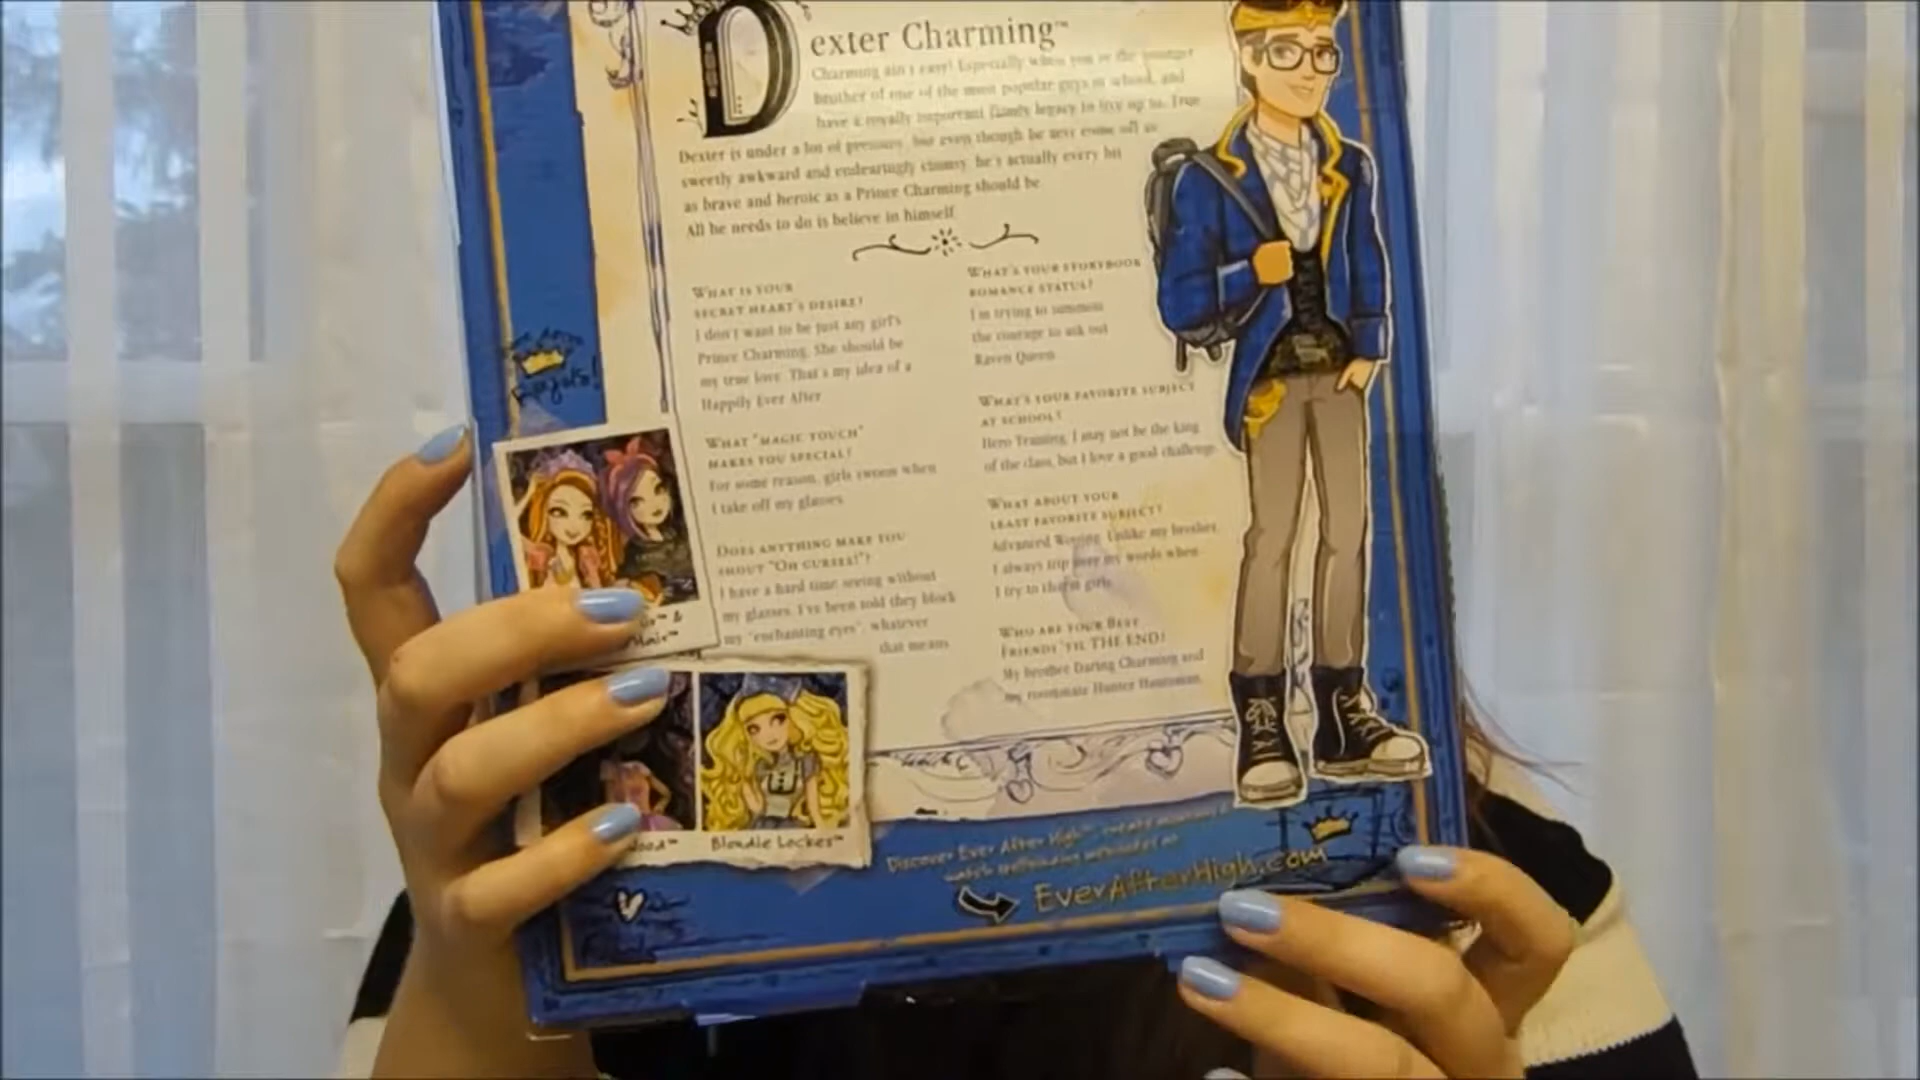 Dexter Charming™
Charming ain't easy! Especially when you're the younger
brother of one of the most popular guys in school, and
have a royally important family legacy to live up to. True
Dexter is under a lot of pressure, but even though he may come off as
sweetly awkward and endearingly clumsy, he's actually every bit
as brave and heroic as a Prince Charming should be.
All he needs to do is believe in himself.
What is your
secret heart's desire?
I don't want to be just any girl's
Prince Charming. She should be
my true love. That's my idea of a
Happily Ever After.
What "magic touch"
makes you special?
For some reason, girls swoon when
I take off my glasses.
Does anything make you
shout "Oh curses!"?
I have a hard time seeing without
my glasses. I've been told they block
my "enchanting eyes", whatever
that means
What's your storybook
romance status?
I'm trying to summon
the courage to ask out
Raven Queen.
What's your favorite subject
at school?
Hero Training. I may not be the king
of the class, but I love a good challenge.
What about your
least favorite subject?
Advanced Wooing. Unlike my brother,
I always trip over my words when
I try to charm girls.
Who are your Best
Friends 'til THE END?
My brother Daring Charming and
my roommate Hunter Huntsman.
Royals!
&
Hair™
Wood™
Blondie Lockes™
Discover Ever After High™
watch
EverAfterHigh.com